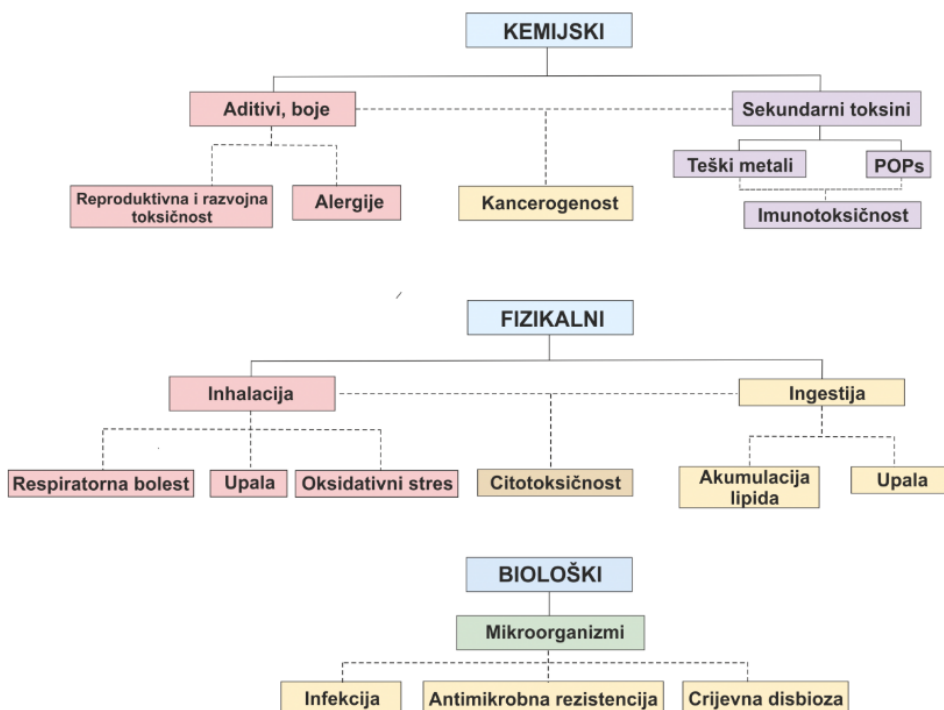 KEMIJSKI
Aditivi, boje
Sekundarni toksini
Teški metali
POPs
Reproduktivna i razvojna
toksičnost
Alergije
Kancerogenost
Imunotoksičnost
FIZIKALNI
Inhalacija
Ingestija
Respiratorna bolest
Upala
Oksidativni stres
Citotoksičnost
Akumulacija
lipida
Upala
BIOLOŠKI
Mikroorganizmi
Infekcija
Antimikrobna rezistencija
Crijevna disbioza